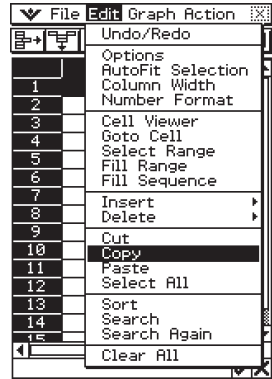 File Edit Graph Action
Undo/Redo
Options
AutoFit Selection
Column Width
Number Format
Cell Viewer
Goto Cell
Select Range
Fill Range
Fill Sequence
Insert
Delete
Cut
Copy
Paste
Select All
Sort
Search
Search Again
Clear All
1
2
3
4
5
6
7
8
9
10
11
12
13
14
15